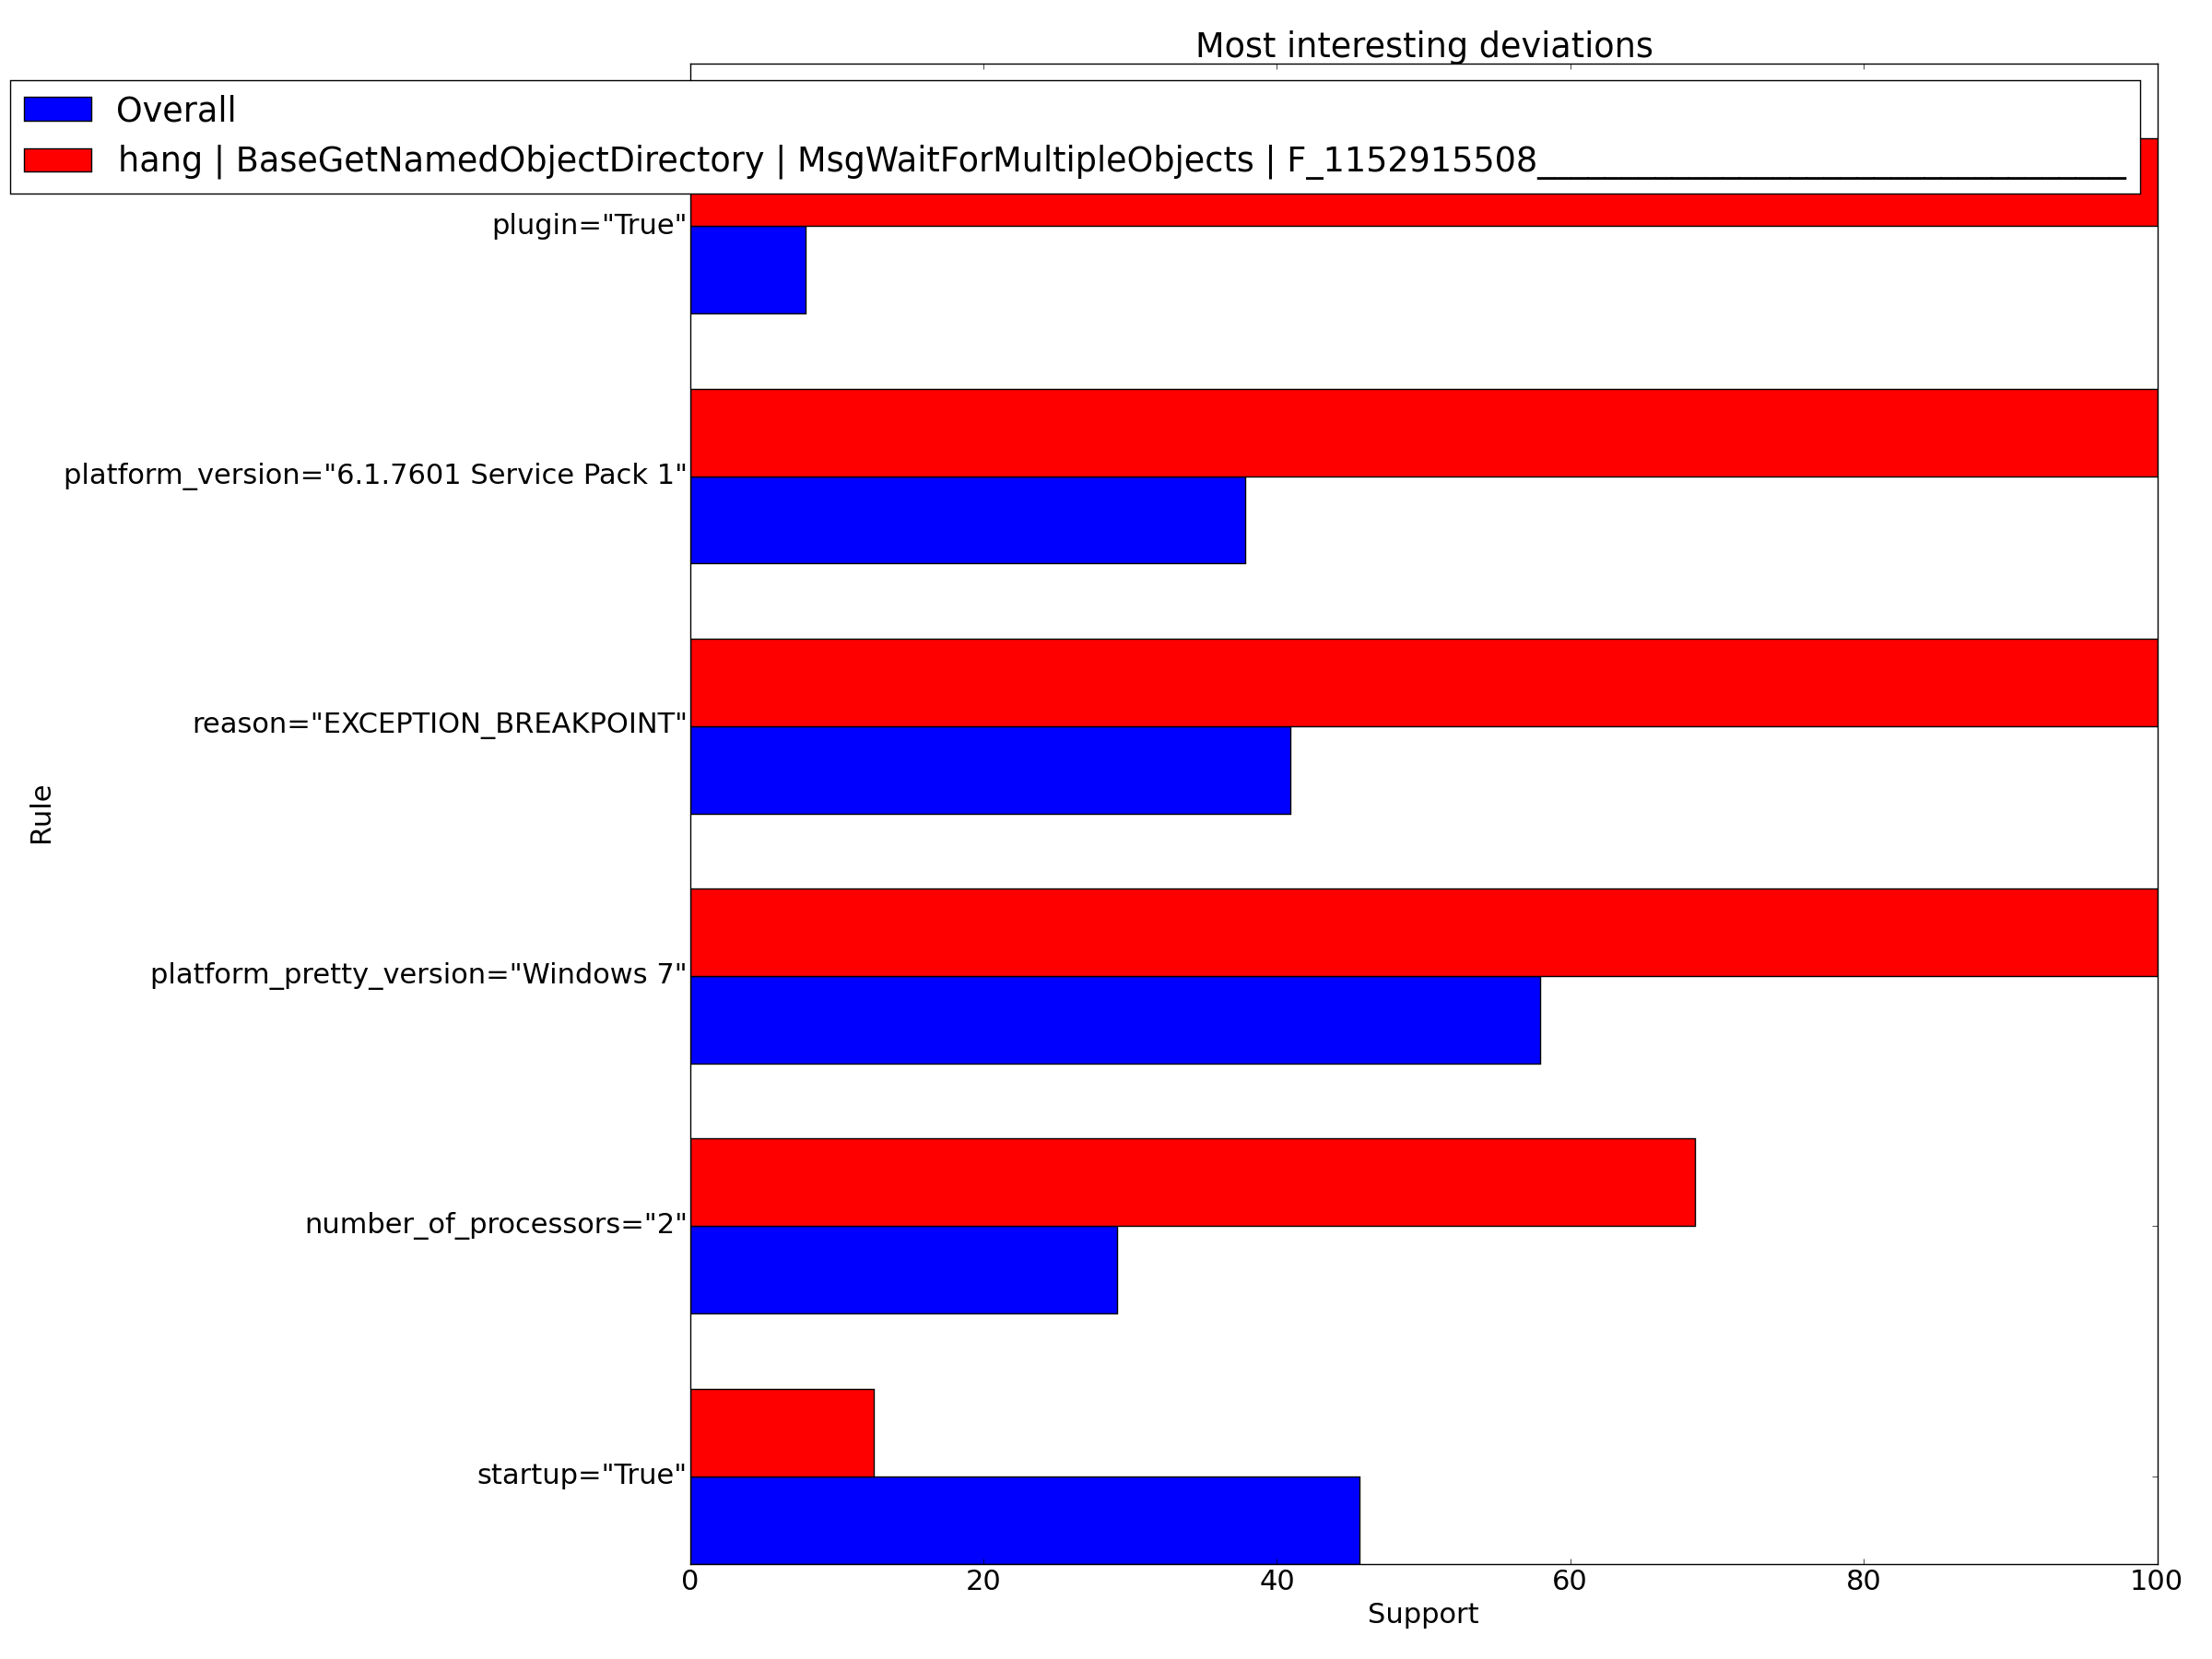 Most interesting deviations
Overall
hang | BaseGetNamedObjectDirectory | MsgWaitForMultipleObjects | F_1152915508___________________________________
plugin="True"
platform_version="6.1.7601 Service Pack 1"
reason="EXCEPTION_BREAKPOINT"
Rule
platform_pretty_version="Windows 7"
number_of_processors="2"
startup="True"
0 20 40 60 80 100
Support